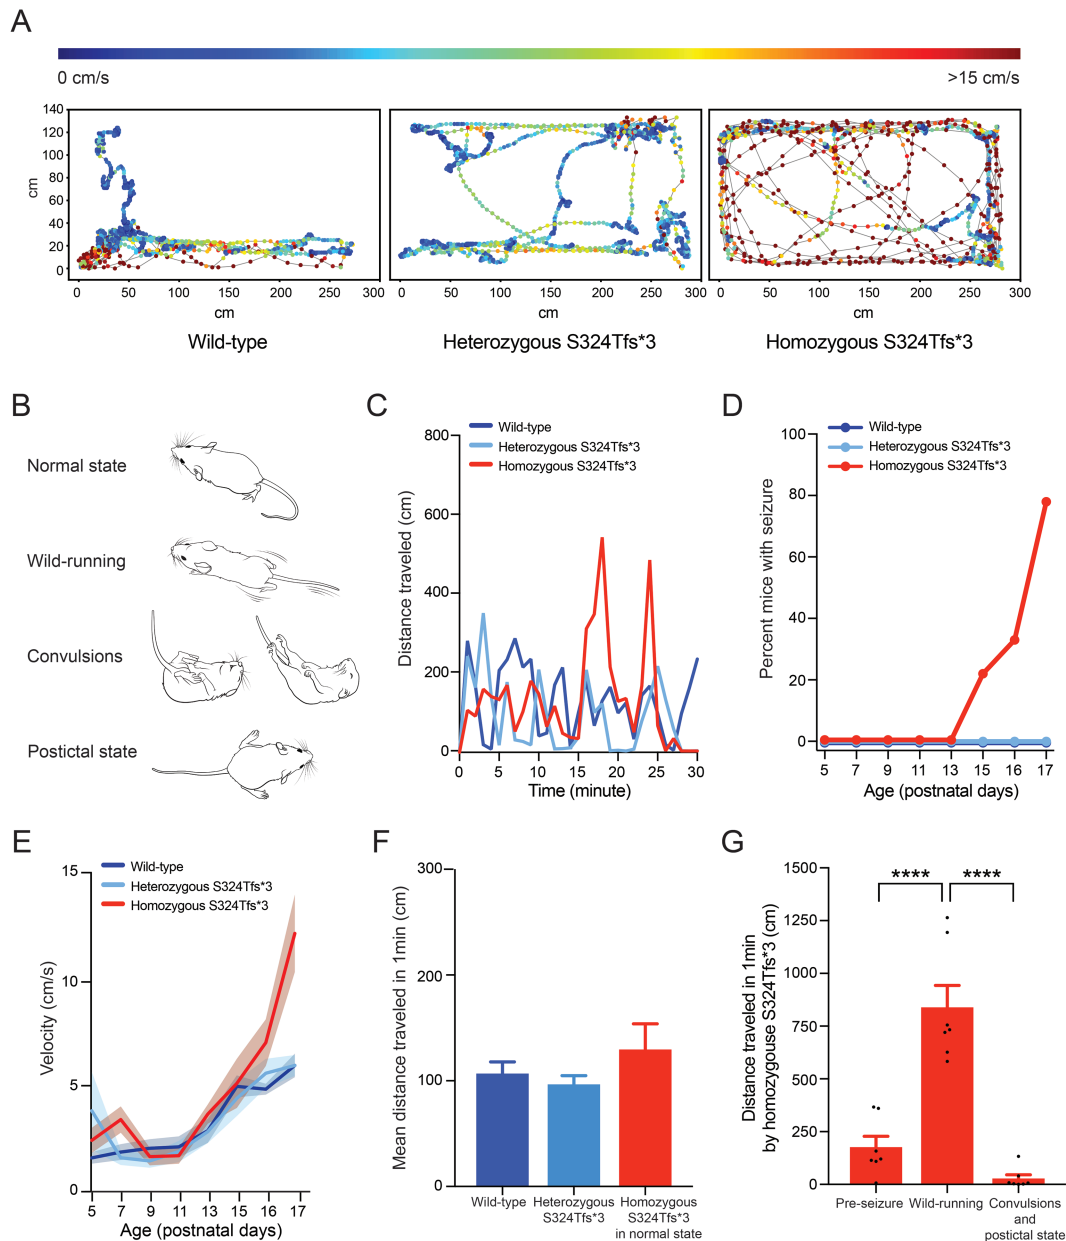 A
0 cm/s
>15 cm/s
140
120
100
80
60
40
20
0
cm
0 50 100 150 200 250 300
cm
Wild-type
0 50 100 150 200 250 300
cm
Heterozygous S324Tfs*3
0 50 100 150 200 250 300
cm
Homozygous S324Tfs*3
B
Normal state
Wild-running
Convulsions
Postictal state
C
Wild-type
Heterozygous S324Tfs*3
Homozygous S324Tfs*3
Distance traveled (cm)
800
600
400
200
0
0 5 10 15 20 25 30
Time (minute)
D
Wild-type
Heterozygous S324Tfs*3
Homozygous S324Tfs*3
Percent mice with seizure
100
80
60
40
20
0
5 7 9 11 13 15 16 17
Age (postnatal days)
E
Wild-type
Heterozygous S324Tfs*3
Homozygous S324Tfs*3
Velocity (cm/s)
15
10
5
0
5 7 9 11 13 15 16 17
Age (postnatal days)
F
Mean distance traveled in 1min (cm)
300
200
100
0
Wild-type
Heterozygous
S324Tfs*3
Homozygous
S324Tfs*3
in normal state
G
Distance traveled in 1min
by homozygouse S324Tfs*3 (cm)
1500
1250
1000
750
500
250
0
****
****
Pre-seizure
Wild-running
Convulsions
and
postictal state